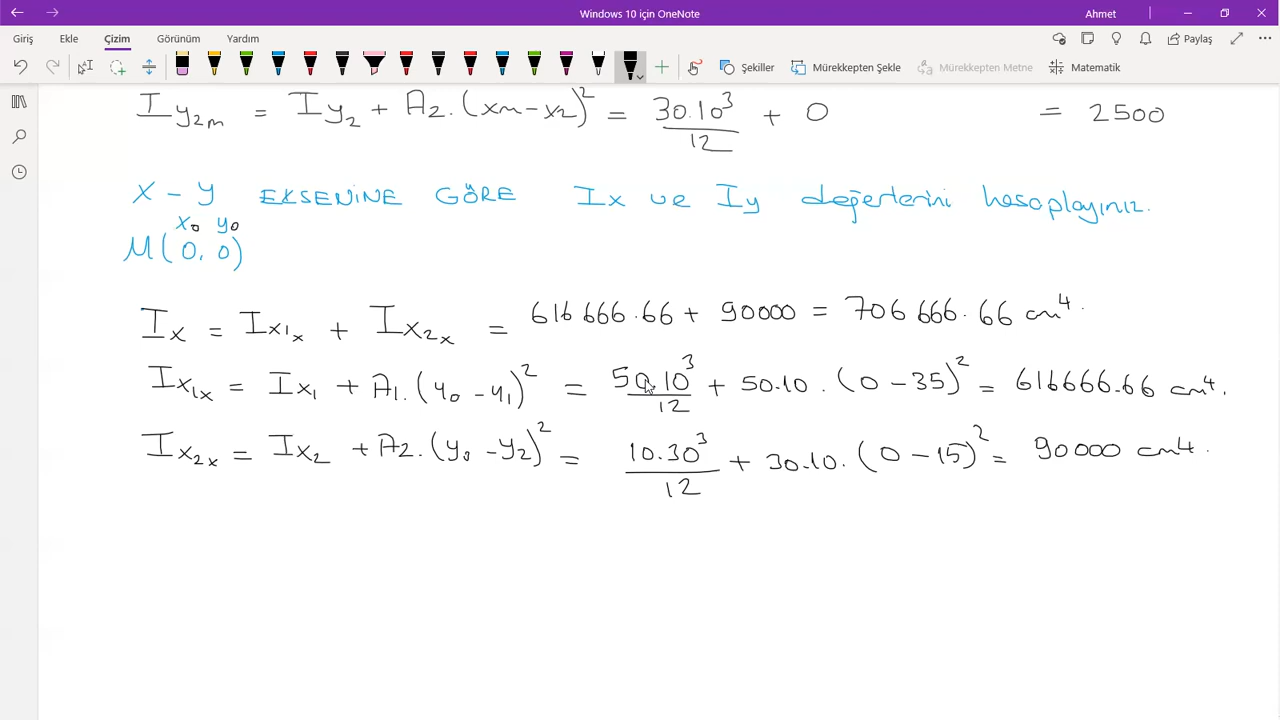 Windows 10 için OneNote
Ahmet
Giriş Ekle Çizim Görünüm Yardım
Paylaş
Şekiller Mürekkepten Şekle Mürekkepten Metne Matematik
I y₂ₘ = I y₂ + A₂.(xₘ-x₂)² = 30.10³/12 + 0 = 2500
X - Y EKSENİNE GÖRE Ix ve Iy değerlerini hesaplayınız.
x₀ y₀
M(0,0)
Ix = Ix₁ₓ + Ix₂ₓ = 616 666.66 + 90000 = 706 666.66 cm⁴.
Ix₁ₓ = Ix₁ + A₁.(y₀-y₁)² = 50.10³/12 + 50.10.(0-35)² = 616666.66 cm⁴.
Ix₂ₓ = Ix₂ + A₂.(y₀-y₂)² = 10.30³/12 + 30.10.(0-15)² = 90000 cm⁴.